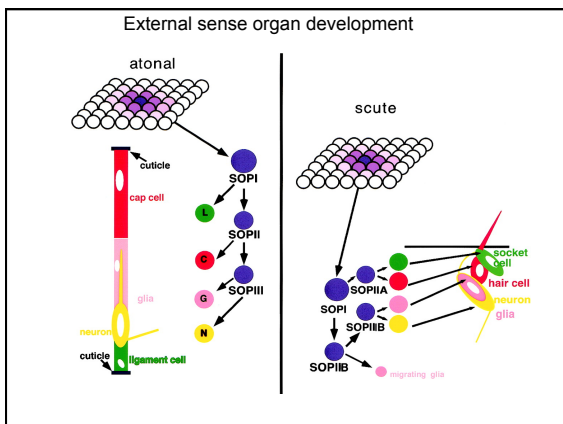 External sense organ development
atonal
cuticle
cap cell
glia
neuron
cuticle
ligament cell
SOPI
L
SOPII
C
SOPIII
G
N
scute
SOPI
SOPIIA
SOPIIIB
SOPIIB
migrating glia
socket
cell
hair cell
neuron
glia